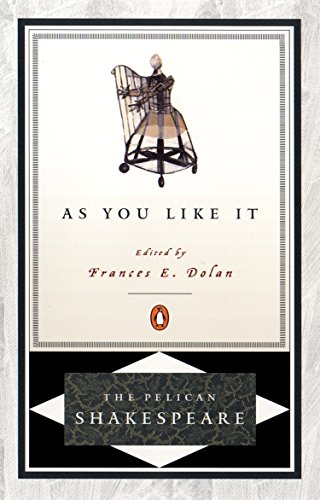 AS YOU LIKE IT
Edited by
Frances E. Dolan
THE PELICAN
SHAKESPEARE